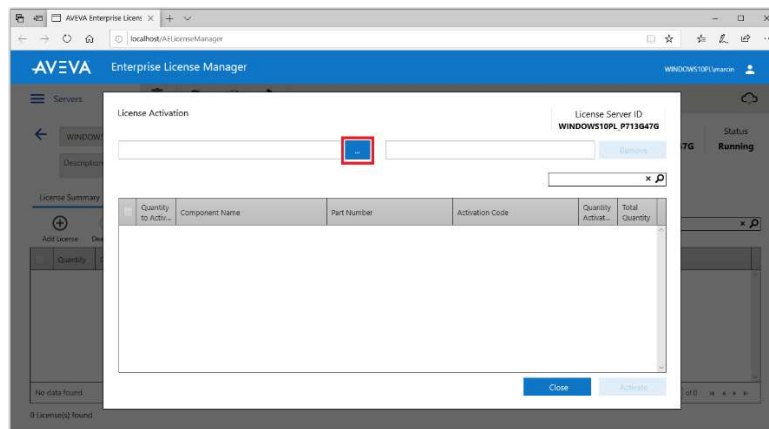 AVEVA Enterprise Licens
localhost/AELicenseManager
AVEVA Enterprise License Manager
WINDOWS10PL\marcin
Servers
License Activation
License Server ID
WINDOWS10PL_P713G47G
WINDOWS
7G
Status
Running
...
Remove
Description
License Summary
Quantity to Activ...
Component Name
Part Number
Activation Code
Quantity Activat...
Total Quantity
Add License
Dea
Quantity
Close
Activate
No data found
of 0
0 License(s) found